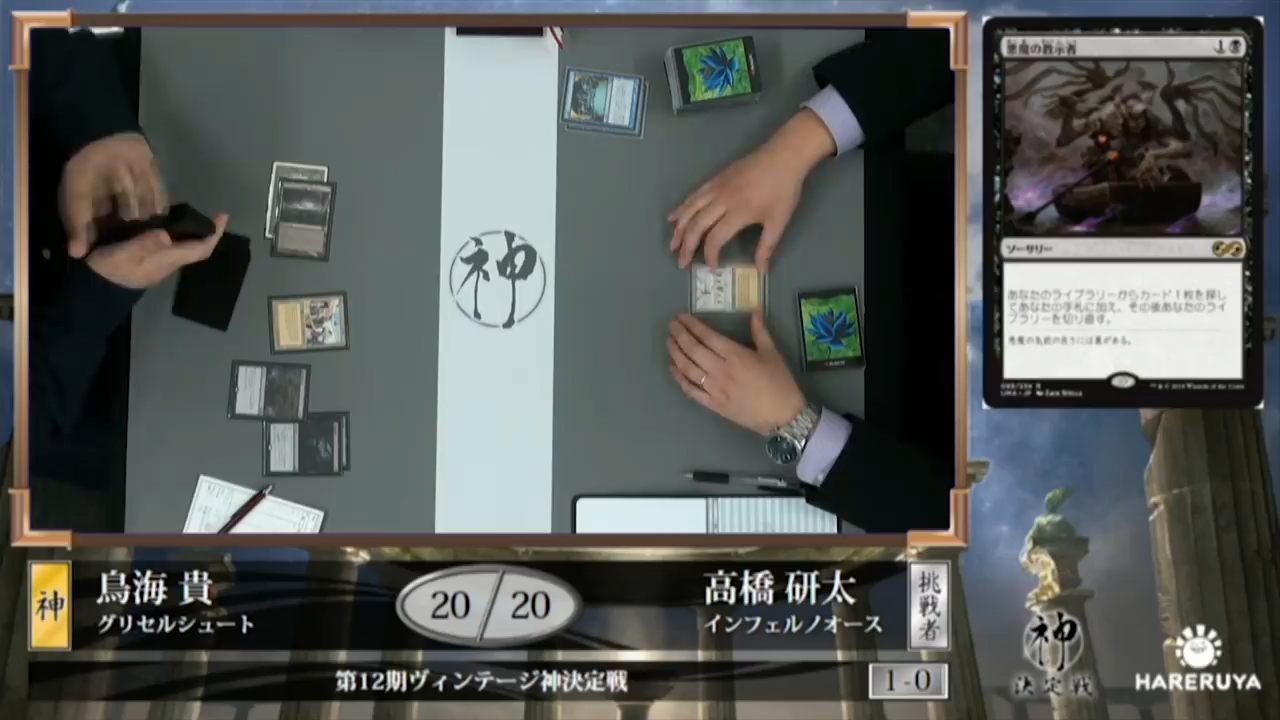 悪魔の教示者
ソーサリー
あなたのライブラリーからカード1枚を探し
てあなたの手札に加え、その後あなたのライ
ブラリーを切り直す。
神
神
鳥海 貴
グリセルシュート
20 / 20
高橋 研太
インフェルノオース
挑戦者
第12期ヴィンテージ神決定戦
1-0
神
決定戦
HARERUYA